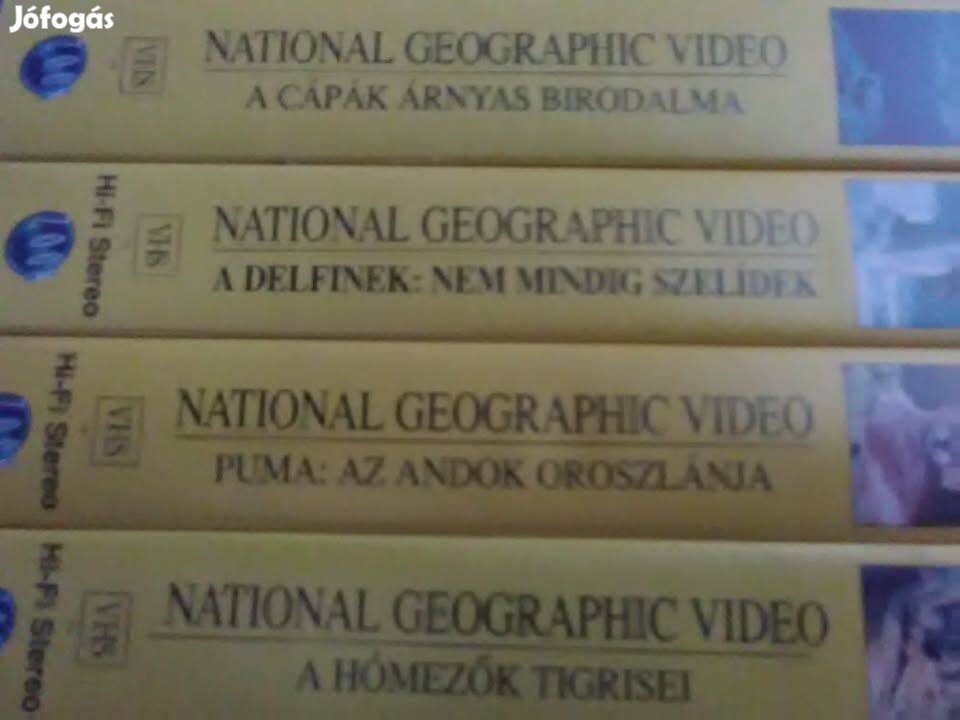 Jófogás
VHS
NATIONAL GEOGRAPHIC VIDEO
A CÁPÁK ÁRNYAS BIRODALMA
Hi-Fi Stereo
VHS
NATIONAL GEOGRAPHIC VIDEO
A DELFINEK: NEM MINDIG SZELÍDEK
Hi-Fi Stereo
VHS
NATIONAL GEOGRAPHIC VIDEO
PUMA: AZ ANDOK OROSZLÁNJA
Hi-Fi Stereo
VHS
NATIONAL GEOGRAPHIC VIDEO
A HÓMEZŐK TIGRISEI